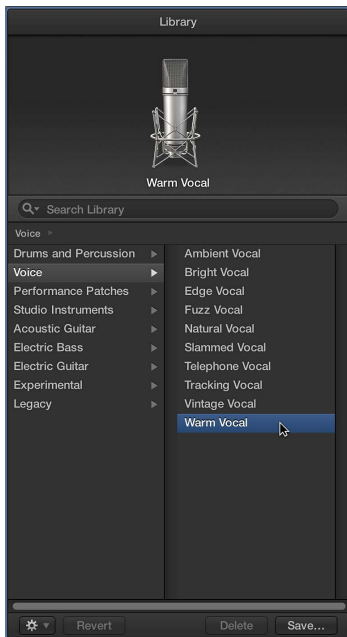 Library
Warm Vocal
Search Library
Voice
Drums and Percussion
Voice
Performance Patches
Studio Instruments
Acoustic Guitar
Electric Bass
Electric Guitar
Experimental
Legacy
Ambient Vocal
Bright Vocal
Edge Vocal
Fuzz Vocal
Natural Vocal
Slammed Vocal
Telephone Vocal
Tracking Vocal
Vintage Vocal
Warm Vocal
Revert
Delete
Save...